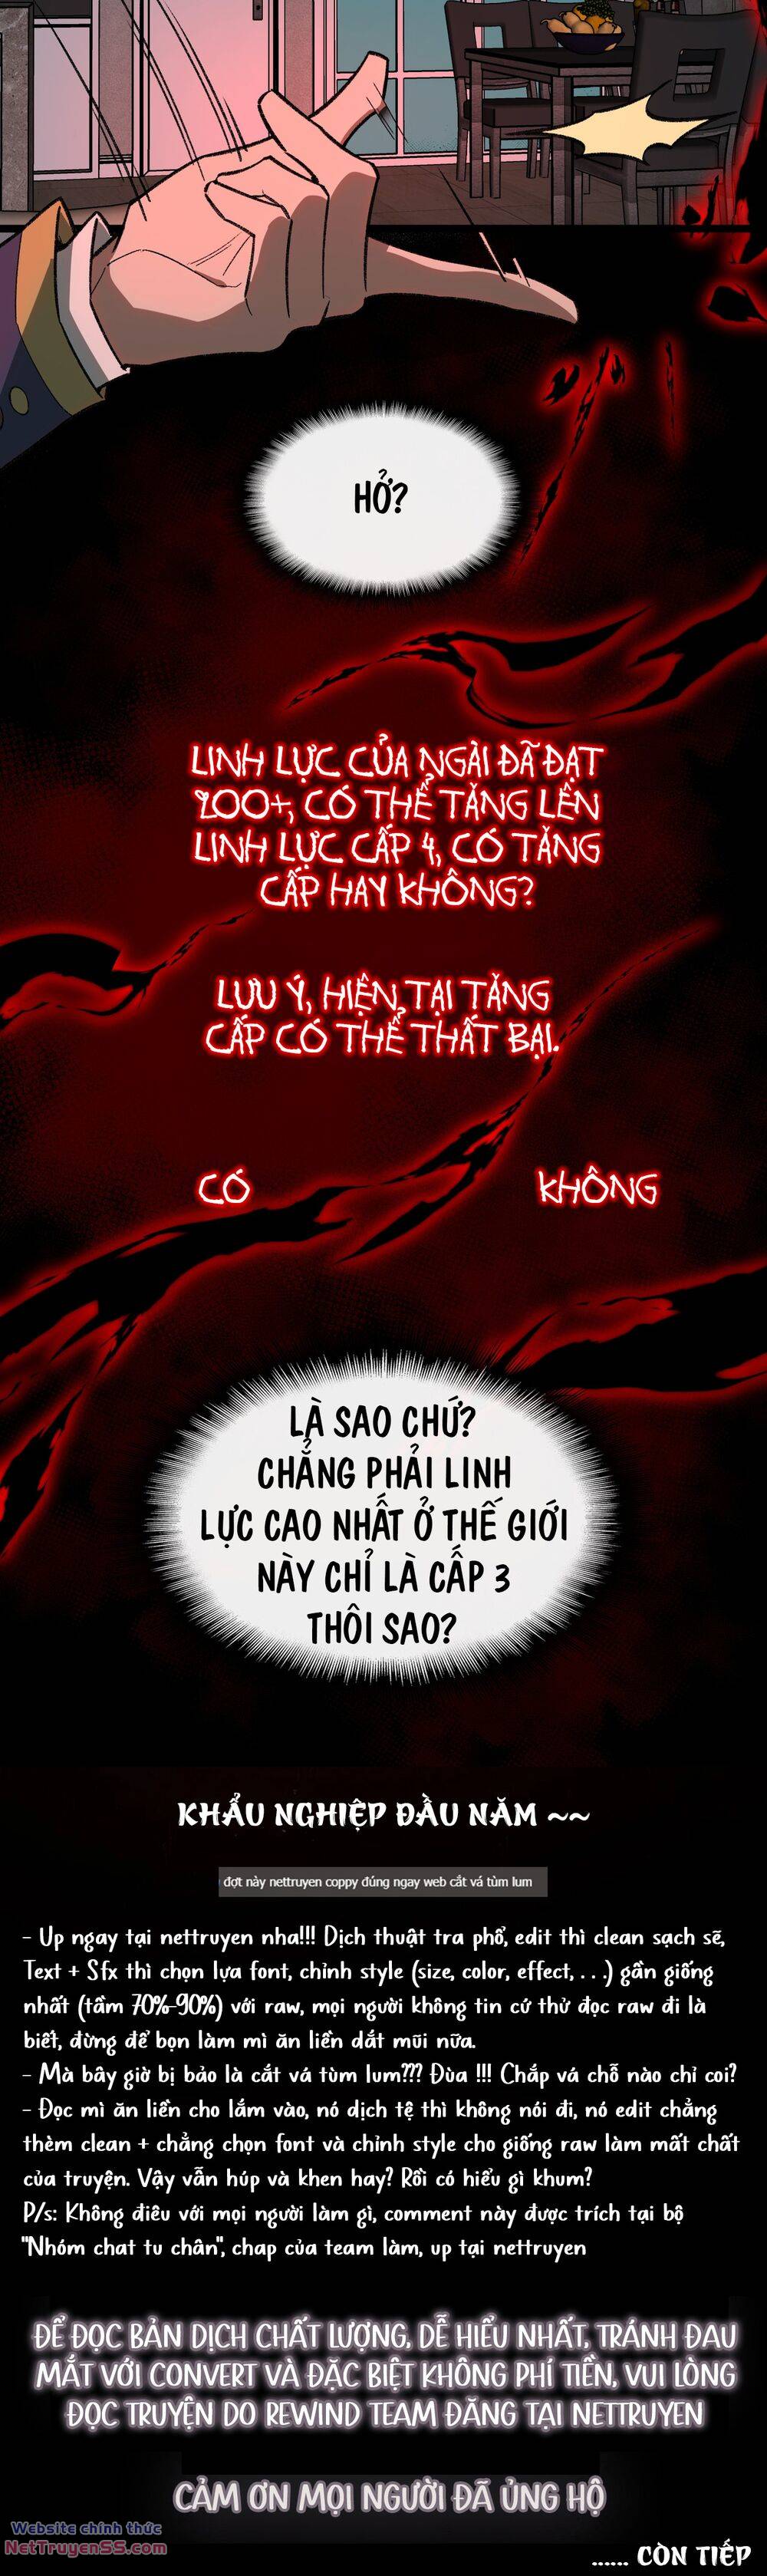 HỞ?
LINH LỰC CỦA NGÀI ĐÃ ĐẠT
200+, CÓ THỂ TĂNG LÊN
LINH LỰC CẤP 4, CÓ TĂNG
CẤP HAY KHÔNG?
LƯU Ý, HIỆN TẠI TĂNG
CẤP CÓ THỂ THẤT BẠI.
CÓ
KHÔNG
LÀ SAO CHỨ?
CHẲNG PHẢI LINH
LỰC CAO NHẤT Ở THẾ GIỚI
NÀY CHỈ LÀ CẤP 3
THÔI SAO?
KHẨU NGHIỆP ĐẦU NĂM ~~
đợt này nettruyen coppy đúng ngay web cắt vá tùm lum
- Up ngay tại nettruyen nha!!! Dịch thuật tra phổ, edit thì clean sạch sẽ,
Text + Sfx thì chọn lựa font, chỉnh style (size, color, effect, . . .) gần giống
nhất (tầm 70%-90%) với raw, mọi người không tin cứ thử đọc raw đi là
biết, đừng để bọn làm mì ăn liền dắt mũi nữa.
- Mà bây giờ bị bảo là cắt vá tùm lum??? Đùa !!! Chắp vá chỗ nào chỉ coi?
- Đọc mì ăn liền cho lắm vào, nó dịch tệ thì không nói đi, nó edit chẳng
thèm clean + chẳng chọn font và chỉnh style cho giống raw làm mất chất
của truyện. Vậy vẫn húp và khen hay? Rồi có hiểu gì khum?
P/s: Không điêu với mọi người làm gì, comment này được trích tại bộ
"Nhóm chat tu chân", chap của team làm, up tại nettruyen
ĐỂ ĐỌC BẢN DỊCH CHẤT LƯỢNG, DỄ HIỂU NHẤT, TRÁNH ĐAU
MẮT VỚI CONVERT VÀ ĐẶC BIỆT KHÔNG PHÍ TIỀN, VUI LÒNG
ĐỌC TRUYỆN DO REWIND TEAM ĐĂNG TẠI NETTRUYEN
CẢM ƠN MỌI NGƯỜI ĐÃ ỦNG HỘ
Website chính thức
NetTruyenSS.com
...... CÒN TIẾP